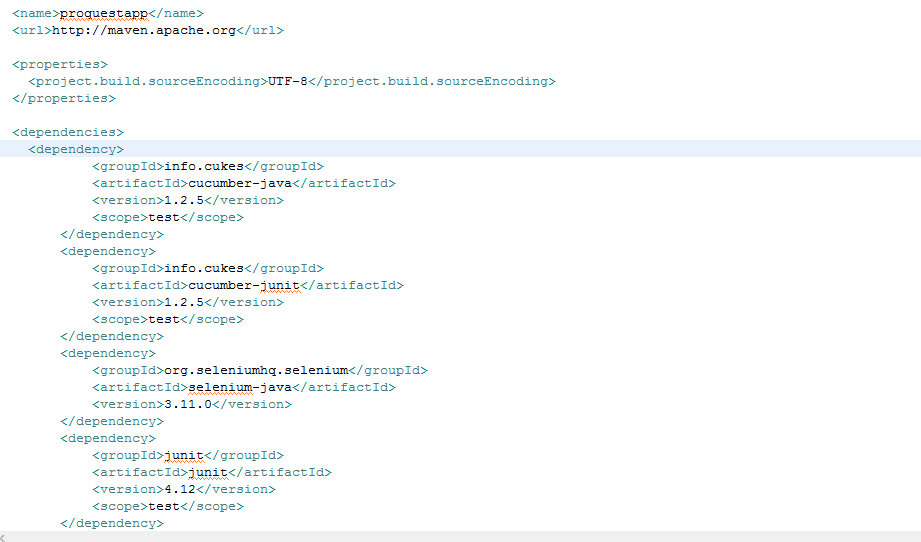 <name>proquestapp</name>
<url>http://maven.apache.org</url>
<properties>
<project.build.sourceEncoding>UTF-8</project.build.sourceEncoding>
</properties>
<dependencies>
<dependency>
<groupId>info.cukes</groupId>
<artifactId>cucumber-java</artifactId>
<version>1.2.5</version>
<scope>test</scope>
</dependency>
<dependency>
<groupId>info.cukes</groupId>
<artifactId>cucumber-junit</artifactId>
<version>1.2.5</version>
<scope>test</scope>
</dependency>
<dependency>
<groupId>org.seleniumhq.selenium</groupId>
<artifactId>selenium-java</artifactId>
<version>3.11.0</version>
</dependency>
<dependency>
<groupId>junit</groupId>
<artifactId>junit</artifactId>
<version>4.12</version>
<scope>test</scope>
</dependency>